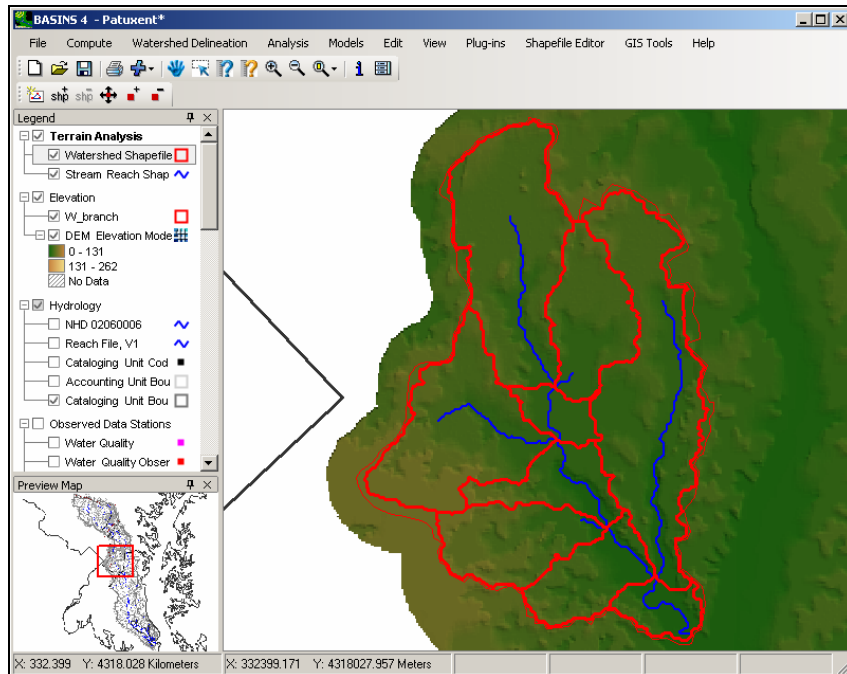 BASINS 4 - Patuxent*
File Compute Watershed Delineation Analysis Models Edit View Plug-ins Shapefile Editor GIS Tools Help
shp shp
Legend
Terrain Analysis
Watershed Shapefile
Stream Reach Shap
Elevation
W_branch
DEM Elevation Mode
0 - 131
131 - 262
No Data
Hydrology
NHD 02060006
Reach File, V1
Cataloging Unit Cod
Accounting Unit Bou
Cataloging Unit Bou
Observed Data Stations
Water Quality
Water Quality Obser
Preview Map
X: 332.399 Y: 4318.028 Kilometers X: 332399.171 Y: 4318027.957 Meters